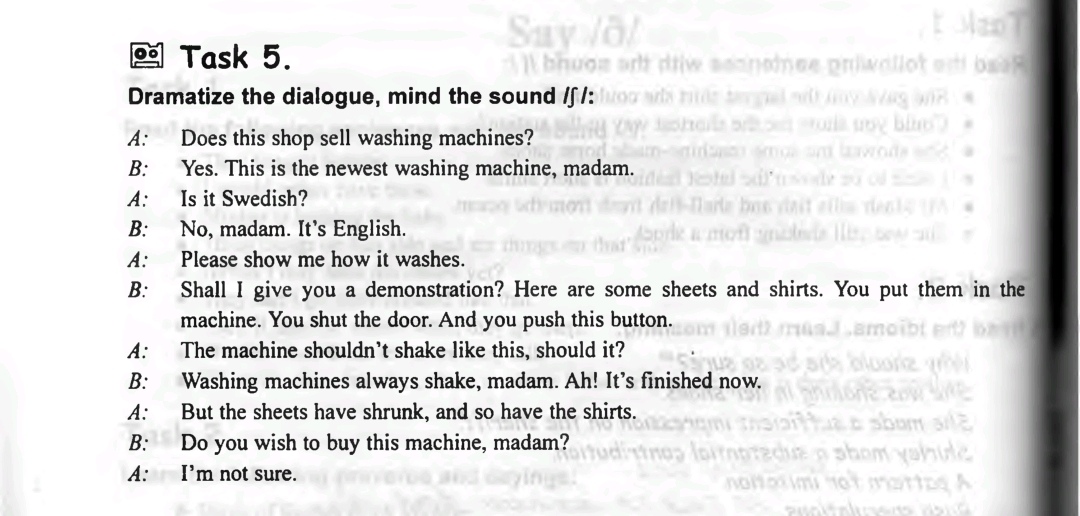 Task 5.
Dramatize the dialogue, mind the sound /ʃ/:
A: Does this shop sell washing machines?
B: Yes. This is the newest washing machine, madam.
A: Is it Swedish?
B: No, madam. It's English.
A: Please show me how it washes.
B: Shall I give you a demonstration? Here are some sheets and shirts. You put them in the
machine. You shut the door. And you push this button.
A: The machine shouldn't shake like this, should it?
B: Washing machines always shake, madam. Ah! It's finished now.
A: But the sheets have shrunk, and so have the shirts.
B: Do you wish to buy this machine, madam?
A: I'm not sure.